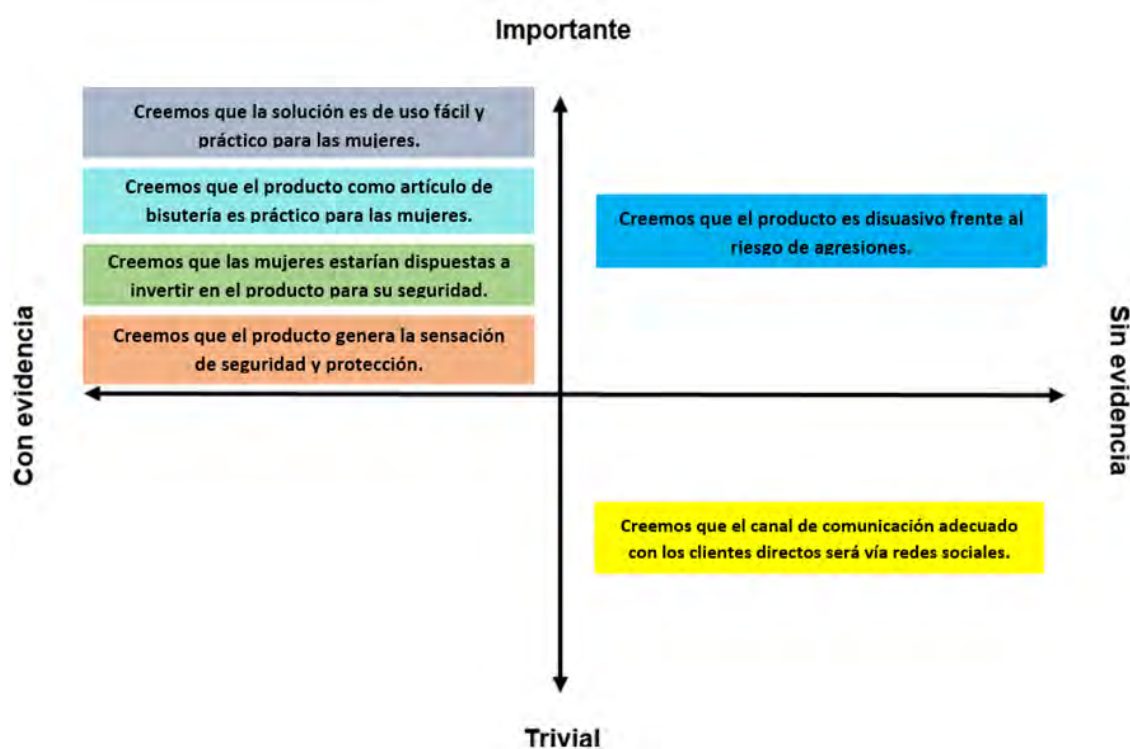 Importante
Creemos que la solución es de uso fácil y
práctico para las mujeres.
Creemos que el producto como artículo de
bisutería es práctico para las mujeres.
Creemos que las mujeres estarían dispuestas a
invertir en el producto para su seguridad.
Creemos que el producto genera la sensación
de seguridad y protección.
Creemos que el producto es disuasivo frente al
riesgo de agresiones.
Con evidencia
Sin evidencia
Creemos que el canal de comunicación adecuado
con los clientes directos será vía redes sociales.
Trivial